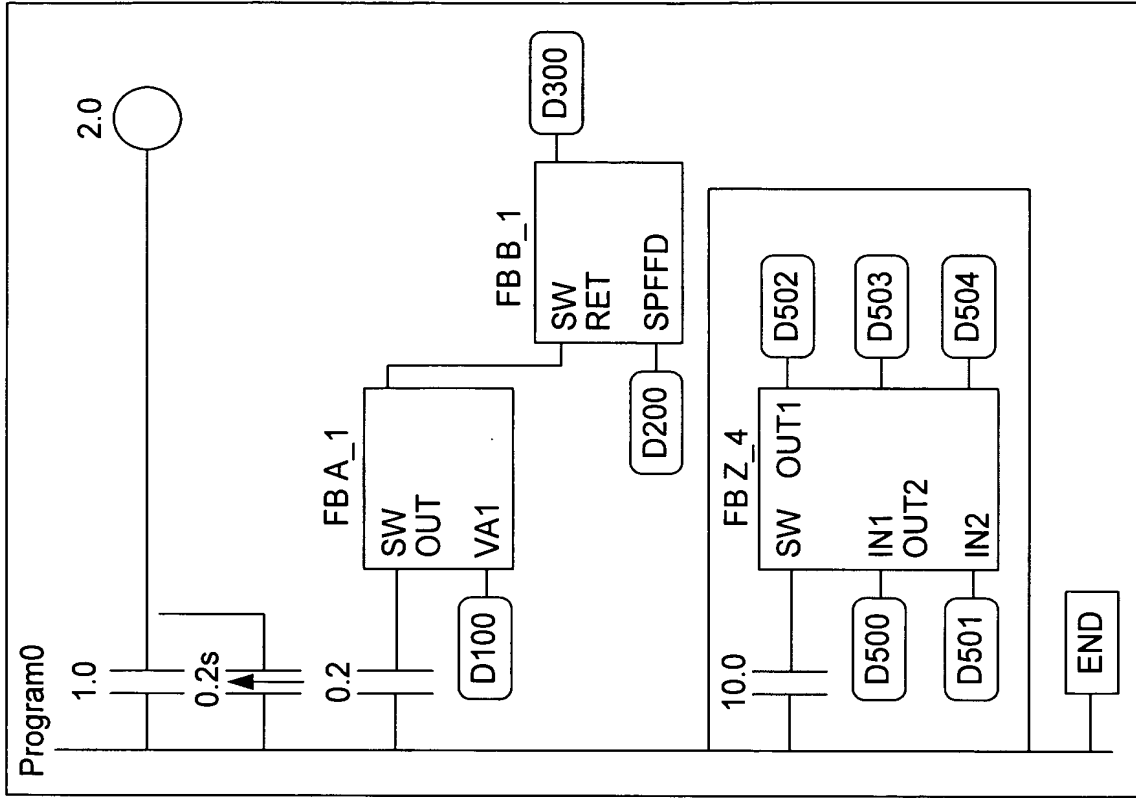 Program0
1.0
2.0
0.2s
0.2
FB A_1
SW
OUT
VA1
D100
FB B_1
SW
RET
SPFFD
D200
D300
10.0
FB Z_4
SW OUT1
IN1
OUT2
IN2
D500
D501
D502
D503
D504
END